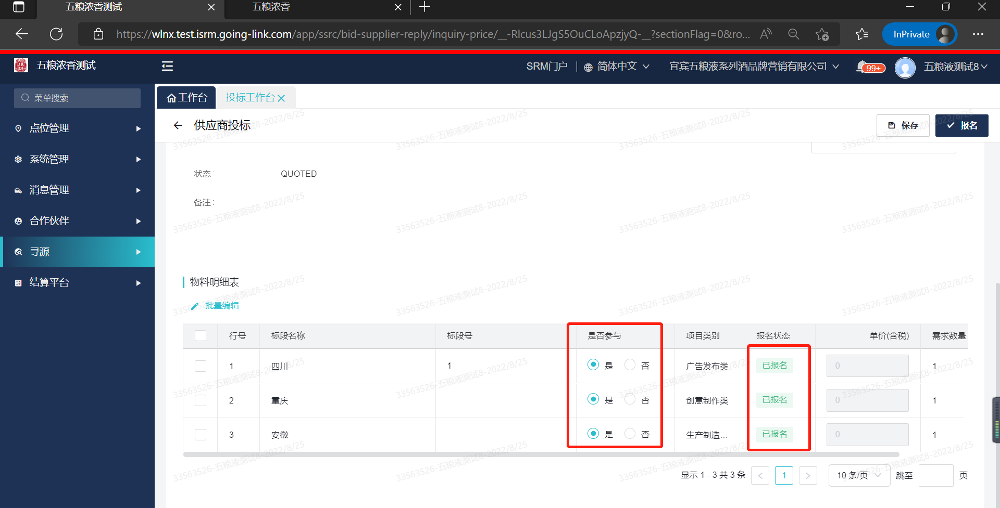 五粮浓香测试
五粮浓香
https://wlnx.test.isrm.going-link.com/app/ssrc/bid-supplier-reply/inquiry-price/__-Rlcus3LJgS5OuCLoApzjyQ-__?sectionFlag=0&ro...
InPrivate
五粮浓香测试
SRM门户
简体中文
宜宾五粮液系列酒品牌营销有限公司
99+
五粮液测试8
菜单搜索
点位管理
系统管理
消息管理
合作伙伴
寻源
结算平台
工作台
投标工作台
供应商投标
保存
报名
状态: QUOTED
备注:
物料明细表
批量编辑
行号 标段名称 标段号 是否参与 项目类别 报名状态 单价(含税) 需求数量
1 四川 1 是 否 广告发布类 已报名 0 1
2 重庆 是 否 创意制作类 已报名 0 1
3 安徽 是 否 生产制造... 已报名 0 1
显示 1 - 3 共 3 条 < 1 > 10 条/页 跳至 页
33563526-五粮液测试8-2022/8/25